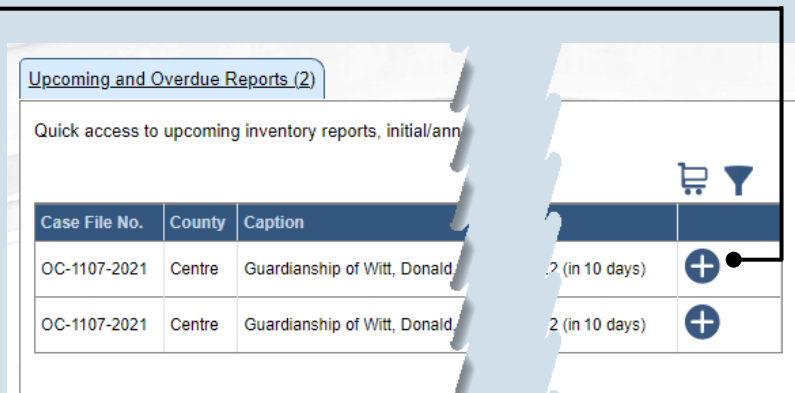 Upcoming and Overdue Reports (2)
Quick access to upcoming inventory reports, initial/ann
Case File No. County Caption
OC-1107-2021 Centre Guardianship of Witt, Donald. 2 (in 10 days)
OC-1107-2021 Centre Guardianship of Witt, Donald. 2 (in 10 days)